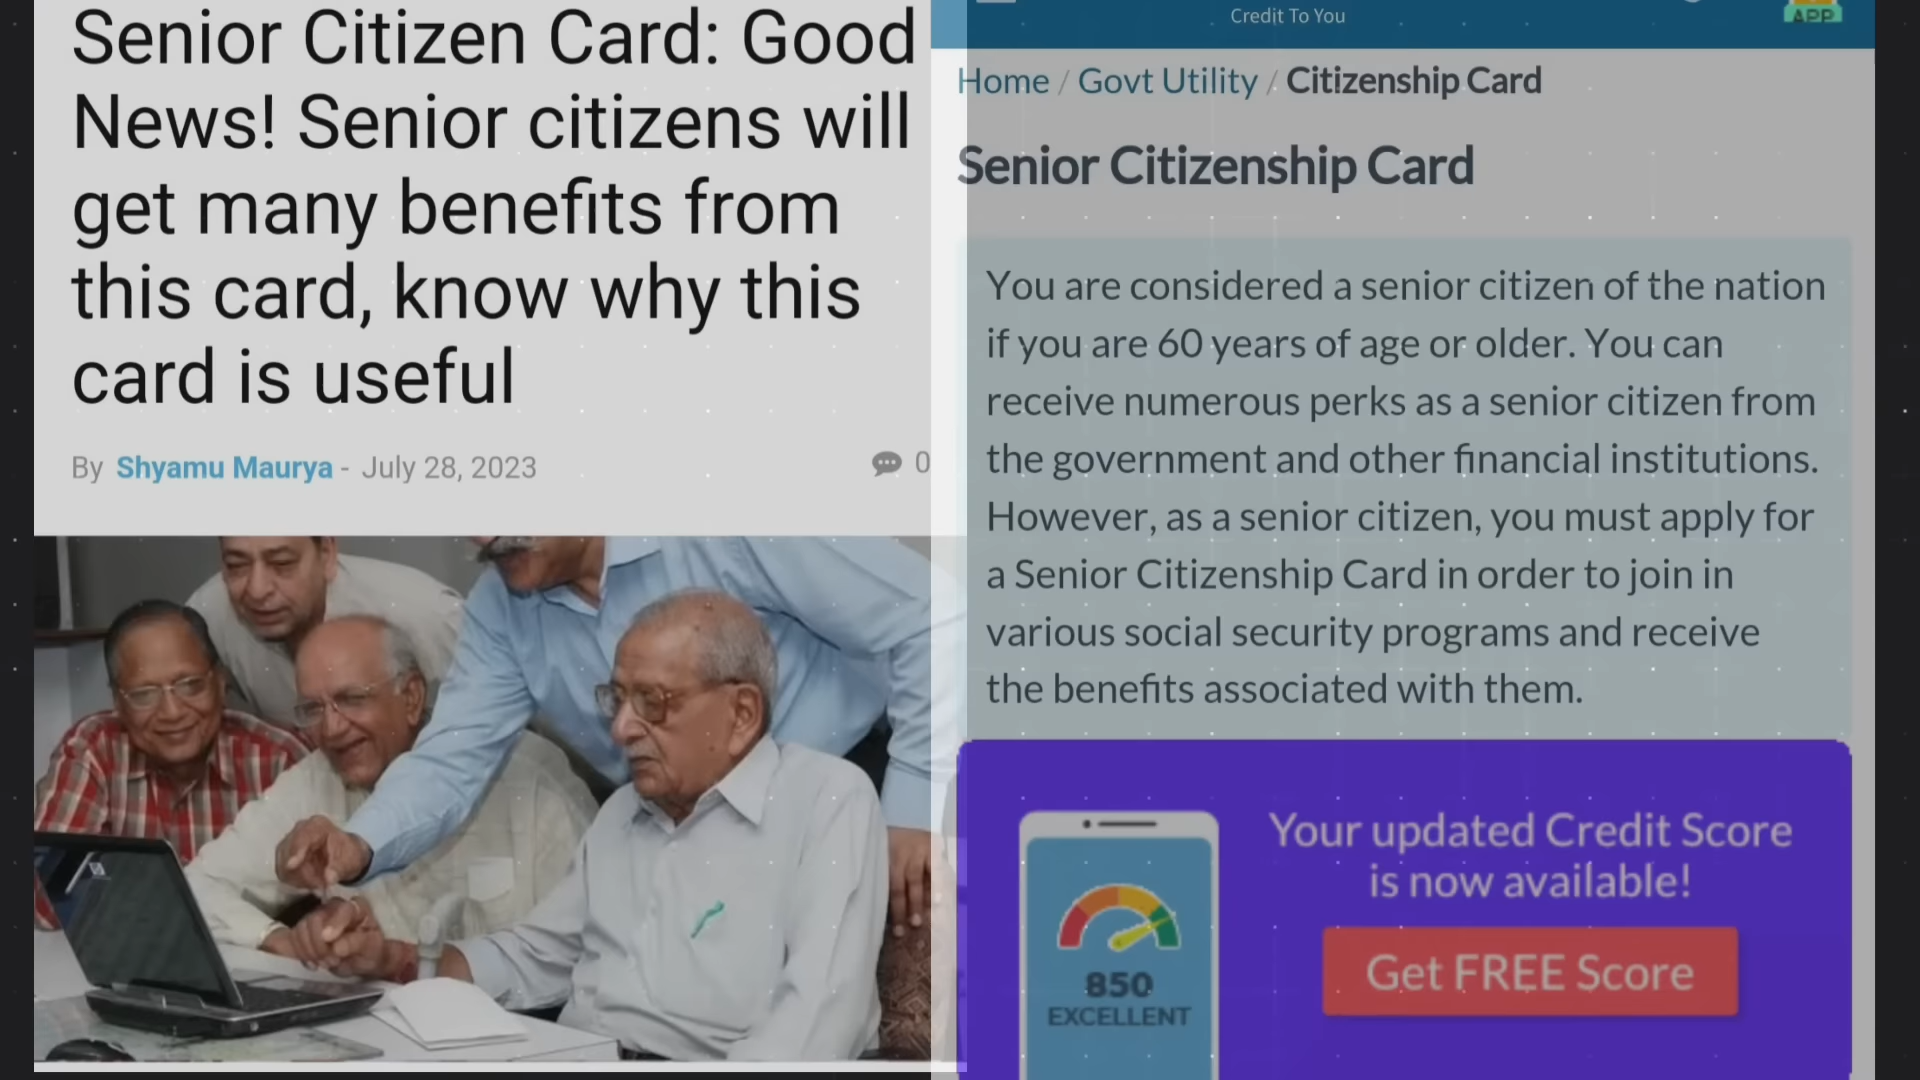 Senior Citizen Card: Good
News! Senior citizens will
get many benefits from
this card, know why this
card is useful
By Shyamu Maurya - July 28, 2023
0
Credit To You
APP
Home / Govt Utility / Citizenship Card
Senior Citizenship Card
You are considered a senior citizen of the nation
if you are 60 years of age or older. You can
receive numerous perks as a senior citizen from
the government and other financial institutions.
However, as a senior citizen, you must apply for
a Senior Citizenship Card in order to join in
various social security programs and receive
the benefits associated with them.
Your updated Credit Score
is now available!
Get FREE Score
850
EXCELLENT